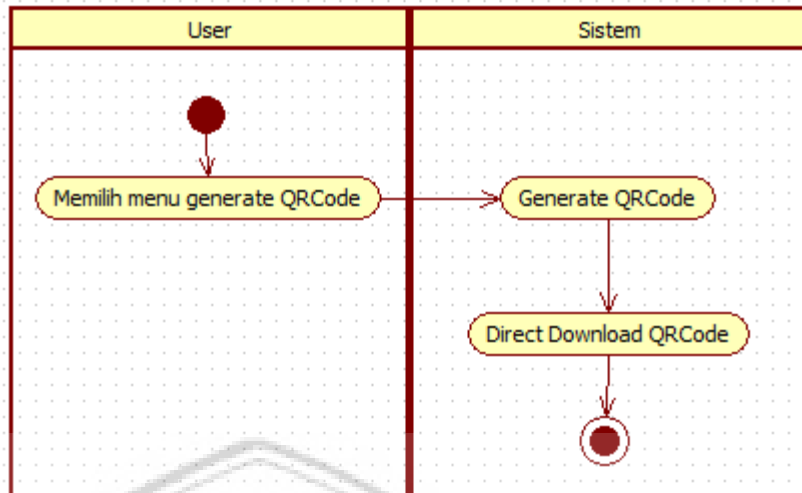 User
Sistem
Memilih menu generate QRCode
Generate QRCode
Direct Download QRCode